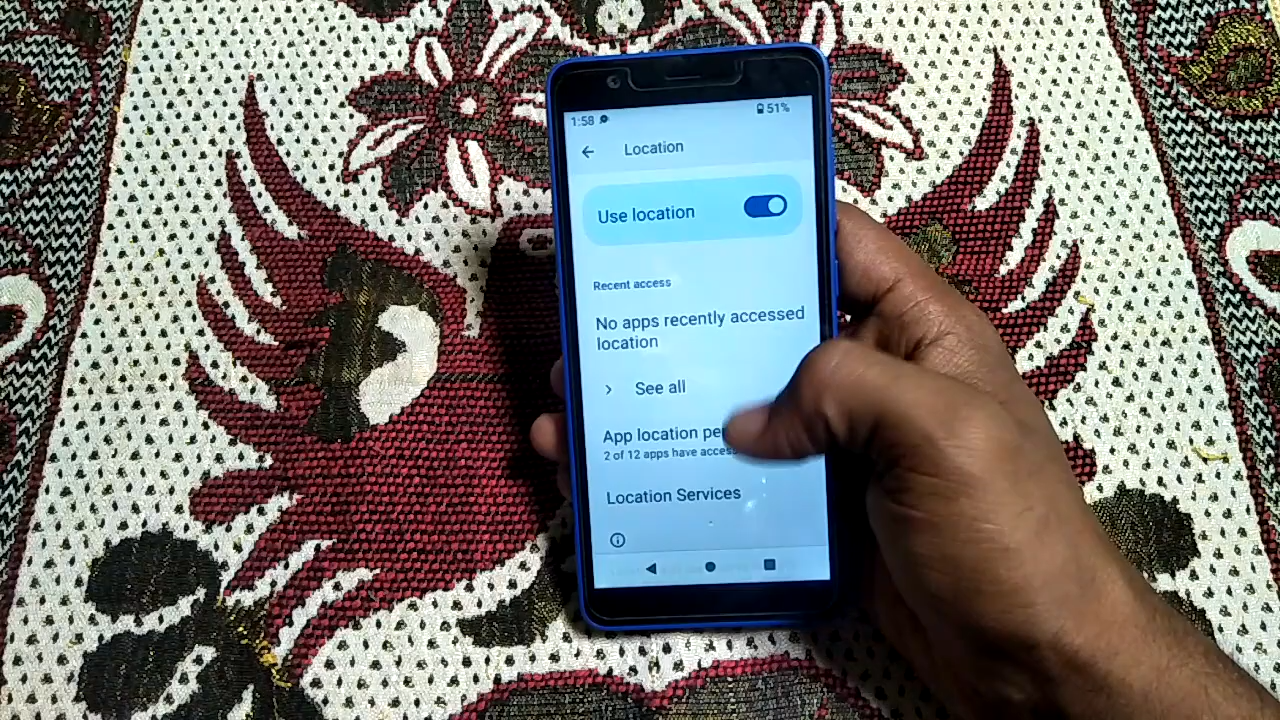 1:58 51%
Location
Use location
Recent access
No apps recently accessed
location
See all
App location
2 of 12 apps have access
Location Services